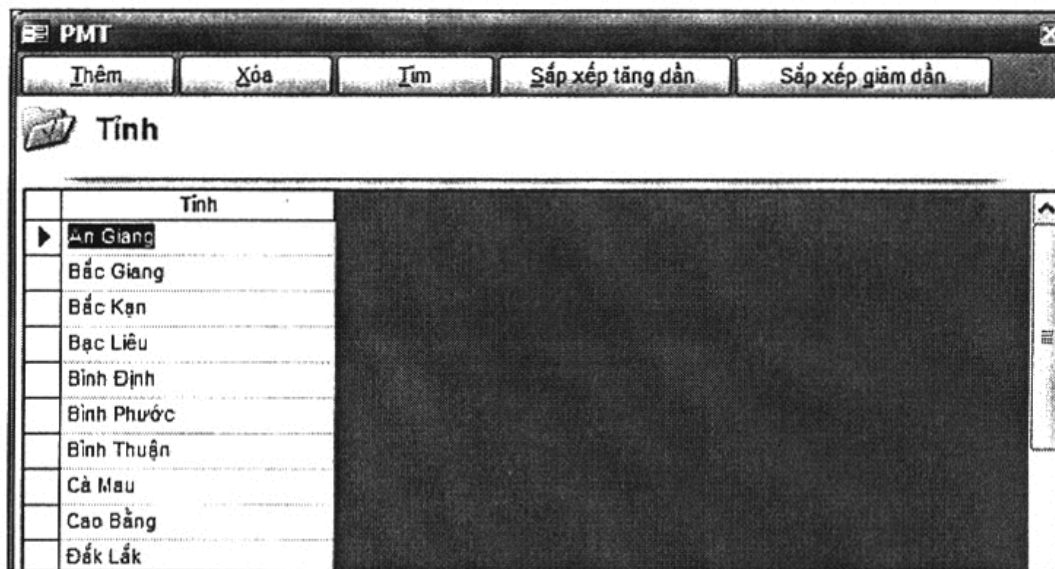 PMT
Thêm Xóa Tìm Sắp xếp tăng dần Sắp xếp giảm dần
Tỉnh
Tỉnh
An Giang
Bắc Giang
Bắc Kạn
Bạc Liêu
Bình Định
Bình Phước
Bình Thuận
Cà Mau
Cao Bằng
Đắk Lắk